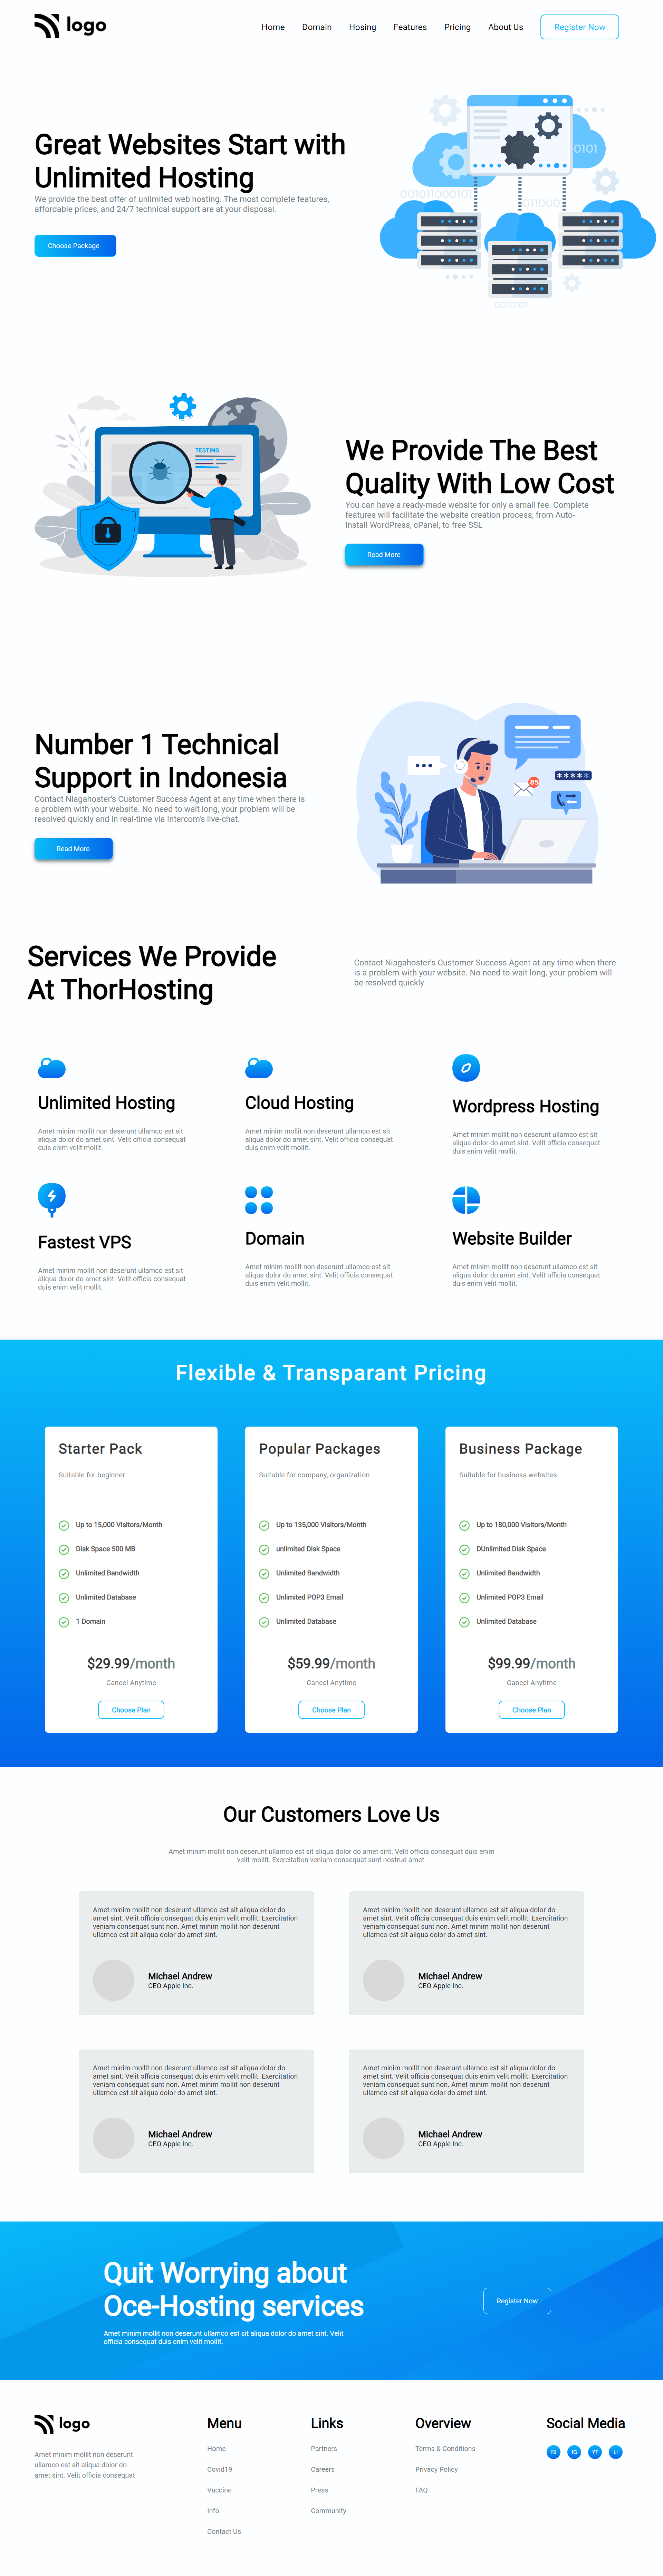 logo
Home Domain Hosing Features Pricing About Us Register Now
Great Websites Start with
Unlimited Hosting
We provide the best offer of unlimited web hosting. The most complete features,
affordable prices, and 24/7 technical support are at your disposal.
Choose Package
0101
001011000101
011000
0010101
TESTING
We Provide The Best
Quality With Low Cost
You can have a ready-made website for only a small fee. Complete
features will facilitate the website creation process, from Auto-
Install WordPress, cPanel, to free SSL
Read More
Number 1 Technical
Support in Indonesia
Contact Niagahoster's Customer Success Agent at any time when there is
a problem with your website. No need to wait long, your problem will be
resolved quickly and in real-time via Intercom's live-chat.
Read More
85
*****
Services We Provide
At ThorHosting
Contact Niagahoster's Customer Success Agent at any time when there
is a problem with your website. No need to wait long, your problem will
be resolved quickly
Unlimited Hosting
Amet minim mollit non deserunt ullamco est sit
aliqua dolor do amet sint. Velit officia consequat
duis enim velit mollit.
Cloud Hosting
Amet minim mollit non deserunt ullamco est sit
aliqua dolor do amet sint. Velit officia consequat
duis enim velit mollit.
Wordpress Hosting
Amet minim mollit non deserunt ullamco est sit
aliqua dolor do amet sint. Velit officia consequat
duis enim velit mollit.
Fastest VPS
Amet minim mollit non deserunt ullamco est sit
aliqua dolor do amet sint. Velit officia consequat
duis enim velit mollit.
Domain
Amet minim mollit non deserunt ullamco est sit
aliqua dolor do amet sint. Velit officia consequat
duis enim velit mollit.
Website Builder
Amet minim mollit non deserunt ullamco est sit
aliqua dolor do amet sint. Velit officia consequat
duis enim velit mollit.
Flexible & Transparant Pricing
Starter Pack
Suitable for beginner
Up to 15,000 Visitors/Month
Disk Space 500 MB
Unlimited Bandwidth
Unlimited Database
1 Domain
$29.99/month
Cancel Anytime
Choose Plan
Popular Packages
Suitable for company, organization
Up to 135,000 Visitors/Month
unlimited Disk Space
Unlimited Bandwidth
Unlimited POP3 Email
Unlimited Database
$59.99/month
Cancel Anytime
Choose Plan
Business Package
Suitable for business websites
Up to 180,000 Visitors/Month
DUnlimited Disk Space
Unlimited Bandwidth
Unlimited POP3 Email
Unlimited Database
$99.99/month
Cancel Anytime
Choose Plan
Our Customers Love Us
Amet minim mollit non deserunt ullamco est sit aliqua dolor do amet sint. Velit officia consequat duis enim
velit mollit. Exercitation veniam consequat sunt nostrud amet.
Amet minim mollit non deserunt ullamco est sit aliqua dolor do
amet sint. Velit officia consequat duis enim velit mollit. Exercitation
veniam consequat sunt non. Amet minim mollit non deserunt
ullamco est sit aliqua dolor do amet sint.
Michael Andrew
CEO Apple Inc.
Amet minim mollit non deserunt ullamco est sit aliqua dolor do
amet sint. Velit officia consequat duis enim velit mollit. Exercitation
veniam consequat sunt non. Amet minim mollit non deserunt
ullamco est sit aliqua dolor do amet sint.
Michael Andrew
CEO Apple Inc.
Amet minim mollit non deserunt ullamco est sit aliqua dolor do
amet sint. Velit officia consequat duis enim velit mollit. Exercitation
veniam consequat sunt non. Amet minim mollit non deserunt
ullamco est sit aliqua dolor do amet sint.
Michael Andrew
CEO Apple Inc.
Amet minim mollit non deserunt ullamco est sit aliqua dolor do
amet sint. Velit officia consequat duis enim velit mollit. Exercitation
veniam consequat sunt non. Amet minim mollit non deserunt
ullamco est sit aliqua dolor do amet sint.
Michael Andrew
CEO Apple Inc.
Quit Worrying about
Oce-Hosting services
Amet minim mollit non deserunt ullamco est sit aliqua dolor do amet sint. Velit
officia consequat duis enim velit mollit.
Register Now
logo
Amet minim mollit non deserunt
ullamco est sit aliqua dolor do
amet sint. Velit officia consequat
Menu
Home
Covid19
Vaccine
Info
Contact Us
Links
Partners
Careers
Press
Community
Overview
Terms & Conditions
Privacy Policy
FAQ
Social Media
FB IG YT LI